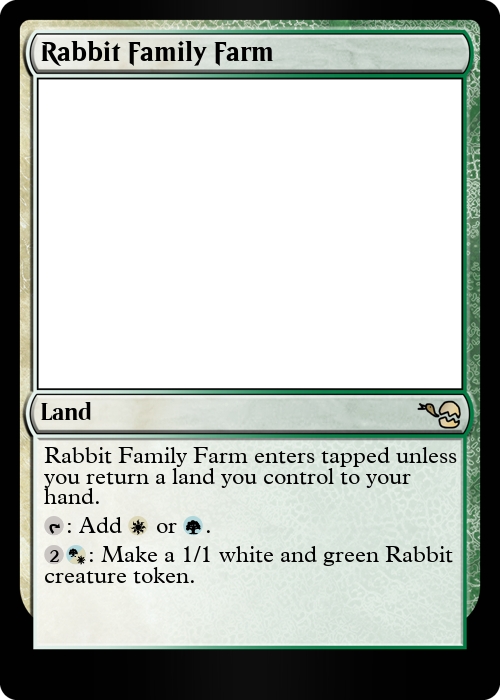 Rabbit Family Farm
Land
Rabbit Family Farm enters tapped unless
you return a land you control to your
hand.
: Add or .
2 : Make a 1/1 white and green Rabbit
creature token.